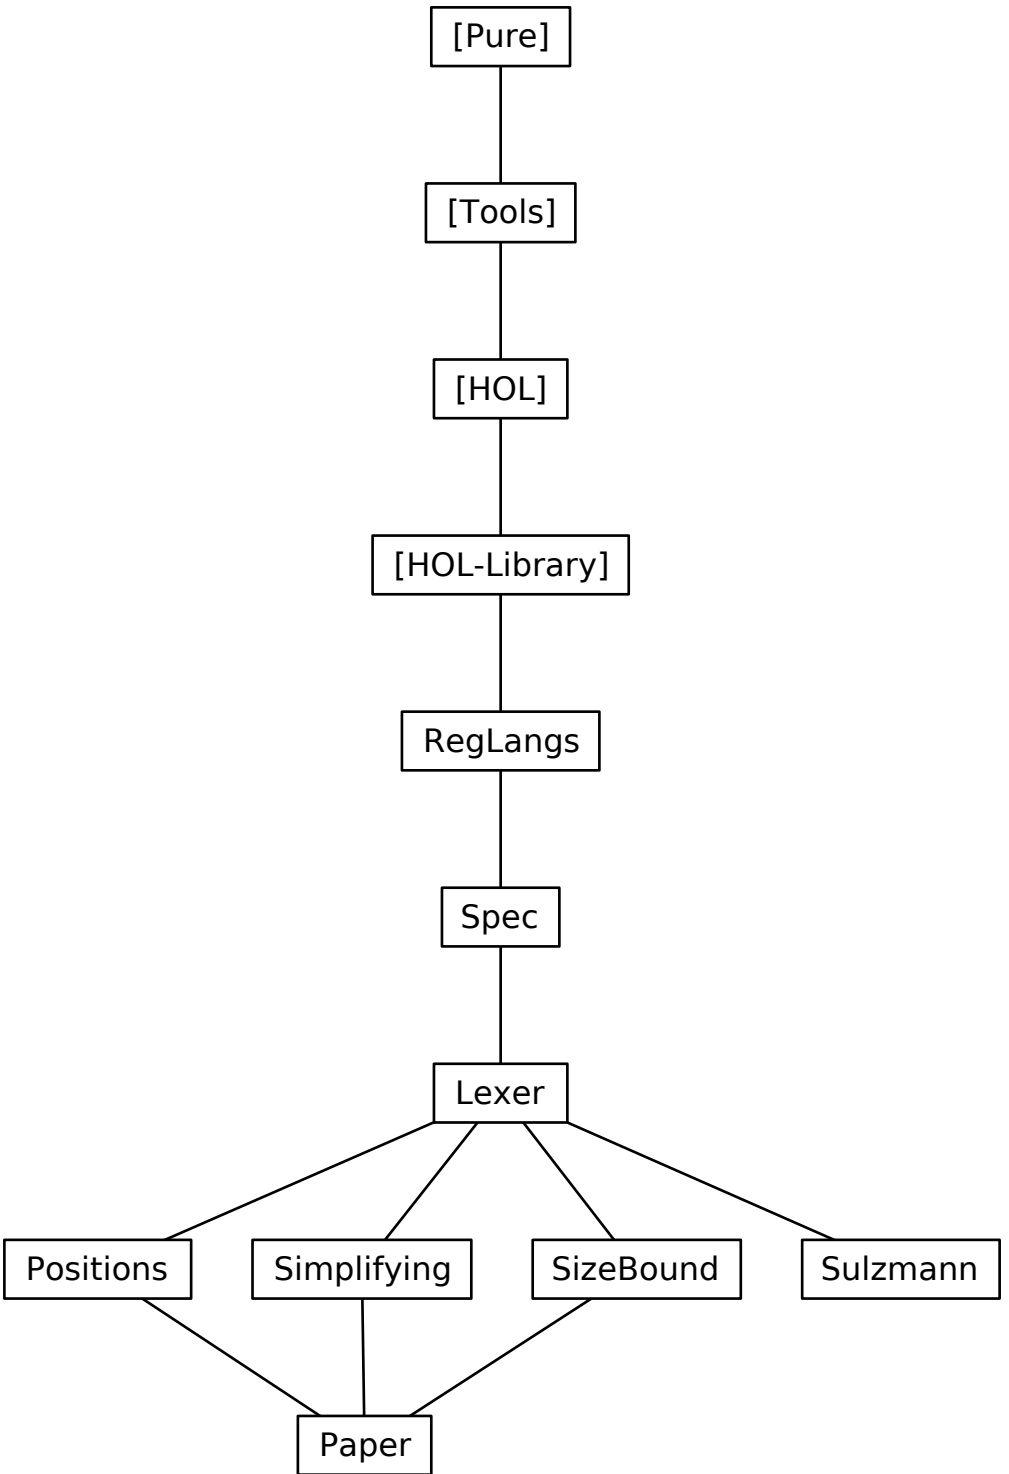 [Pure]
[Tools]
[HOL]
[HOL-Library]
RegLangs
Spec
Lexer
Positions Simplifying SizeBound Sulzmann
Paper